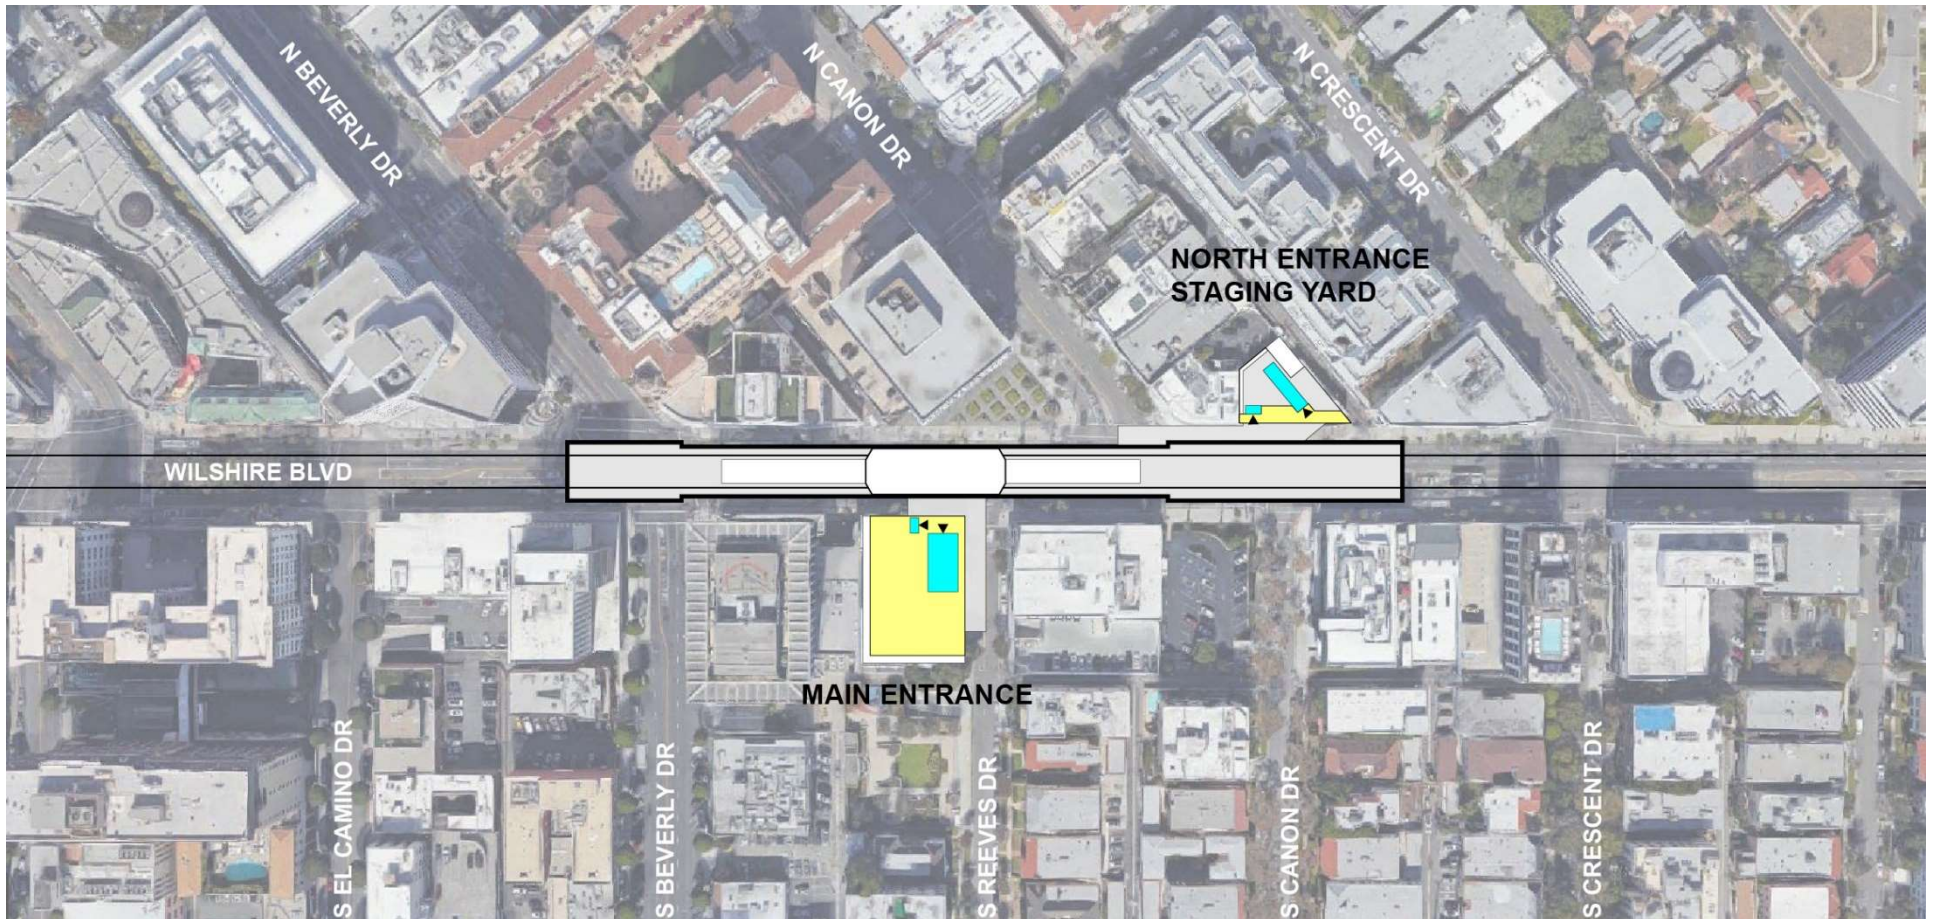 N BEVERLY DR
N CANON DR
N CRESCENT DR
NORTH ENTRANCE
STAGING YARD
WILSHIRE BLVD
MAIN ENTRANCE
S EL CAMINO DR
S BEVERLY DR
S REEVES DR
S CANON DR
S CRESCENT DR